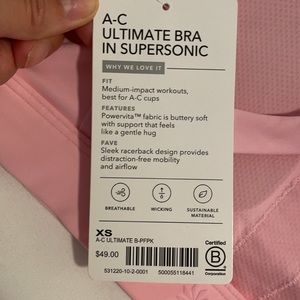 A-C
ULTIMATE BRA
IN SUPERSONIC
WHY WE LOVE IT
FIT
Medium-impact workouts,
best for A-C cups
FEATURES
Powervita™ fabric is buttery soft
with support that feels
like a gentle hug
FAVE
Sleek racerback design provides
distraction-free mobility
and airflow
BREATHABLE
WICKING
SUSTAINABLE
MATERIAL
XS
A-C ULTIMATE B-PFPK
$49.00
531220-10-2-0001 500055118441
Certified
B
Corporation